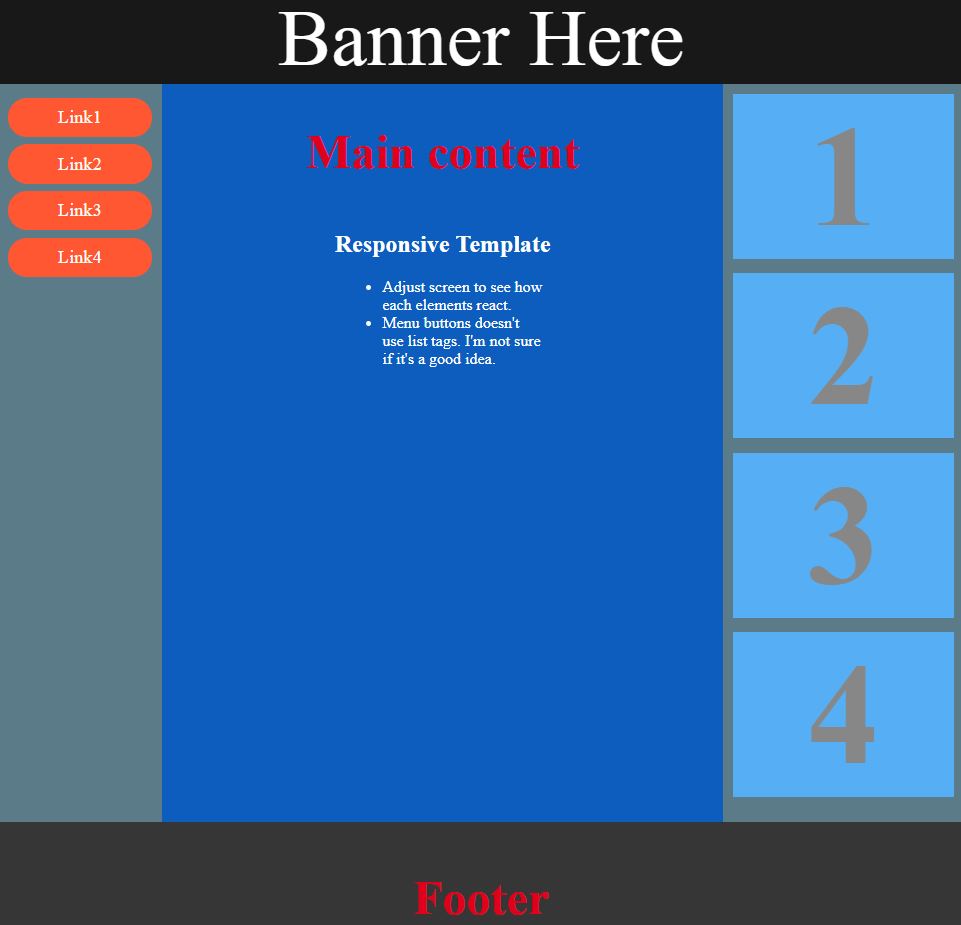 Banner Here
Link1
Link2
Link3
Link4
Main content
Responsive Template
Adjust screen to see how
each elements react.
Menu buttons doesn't
use list tags. I'm not sure
if it's a good idea.
1
2
3
4
Footer